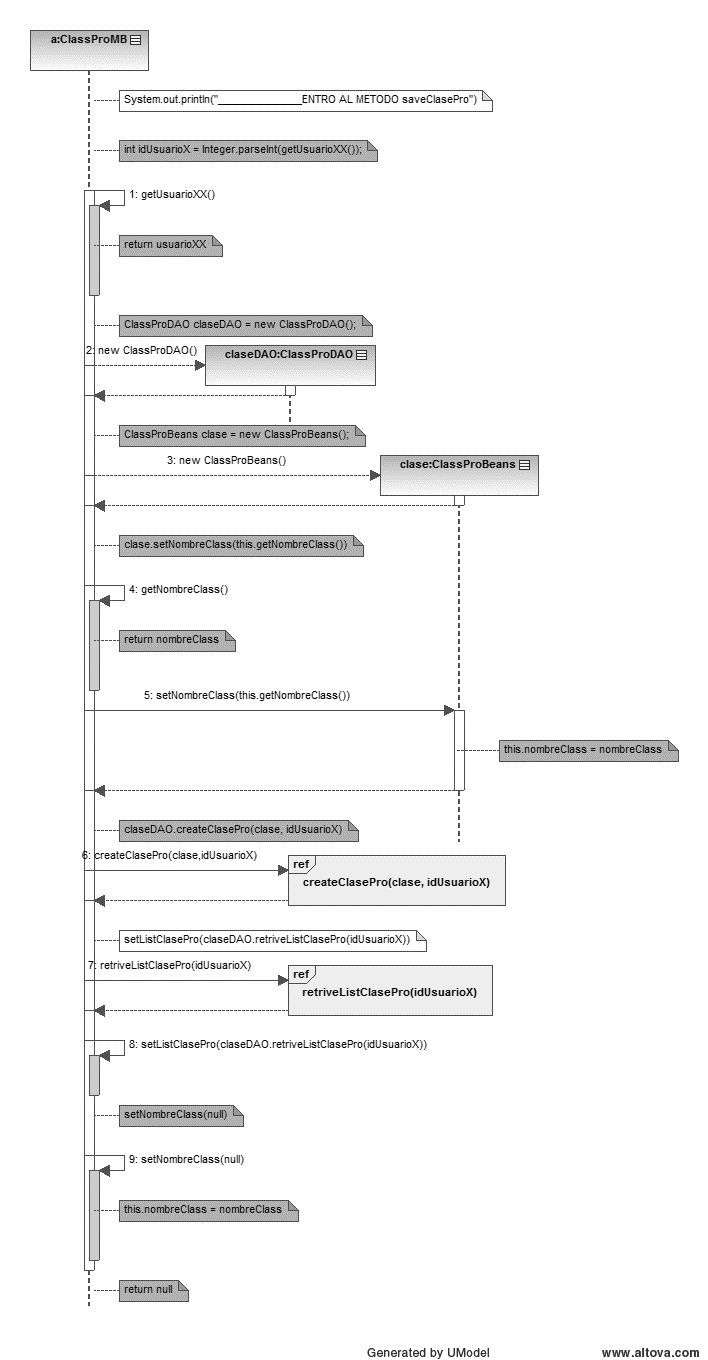 a:ClassProMB
System.out.println("_______________ENTRO AL METODO saveClasePro")
int idUsuarioX = Integer.parseInt(getUsuarioXX());
1: getUsuarioXX()
return usuarioXX
ClassProDAO claseDAO = new ClassProDAO();
2: new ClassProDAO()
claseDAO:ClassProDAO
ClassProBeans clase = new ClassProBeans();
3: new ClassProBeans()
clase:ClassProBeans
clase.setNombreClass(this.getNombreClass())
4: getNombreClass()
return nombreClass
5: setNombreClass(this.getNombreClass())
this.nombreClass = nombreClass
claseDAO.createClasePro(clase, idUsuarioX)
6: createClasePro(clase,idUsuarioX)
ref
createClasePro(clase, idUsuarioX)
setListClasePro(claseDAO.retriveListClasePro(idUsuarioX))
7: retriveListClasePro(idUsuarioX)
ref
retriveListClasePro(idUsuarioX)
8: setListClasePro(claseDAO.retriveListClasePro(idUsuarioX))
setNombreClass(null)
9: setNombreClass(null)
this.nombreClass = nombreClass
return null
Generated by UModel
www.altova.com